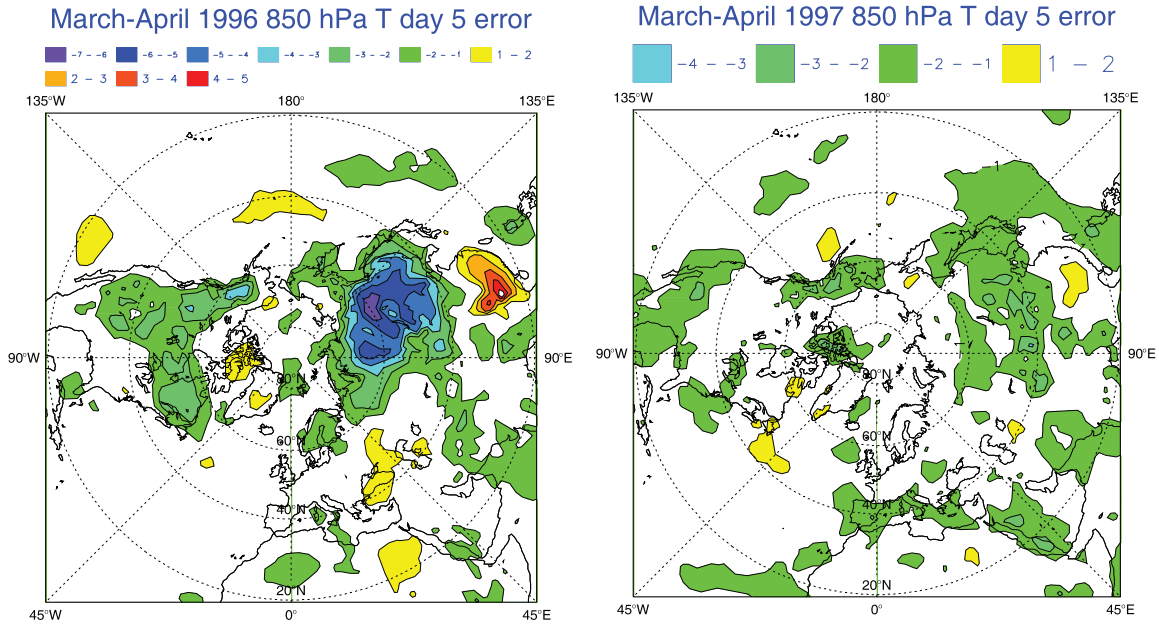 March-April 1996 850 hPa T day 5 error
-7 - -6 -6 - -5 -5 - -4 -4 - -3 -3 - -2 -2 - -1 1 - 2
2 - 3 3 - 4 4 - 5
135°W 180° 135°E
90°W 90°E
80°N
60°N
40°N
20°N
45°W 0° 45°E
March-April 1997 850 hPa T day 5 error
-4 - -3 -3 - -2 -2 - -1 1 - 2
135°W 180° 135°E
-1
90°W 90°E
80°N
60°N
40°N
20°N
45°W 0° 45°E